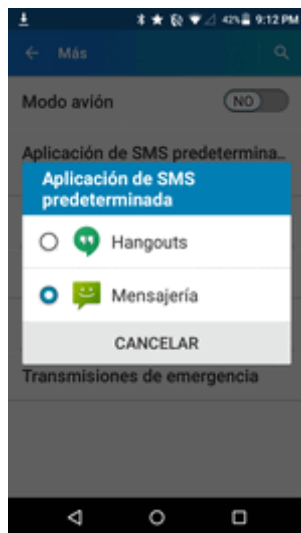 42% 9:12 PM
Más
Modo avión
NO
Aplicación de SMS predetermina...
Aplicación de SMS
predeterminada
Hangouts
Mensajería
CANCELAR
Transmisiones de emergencia